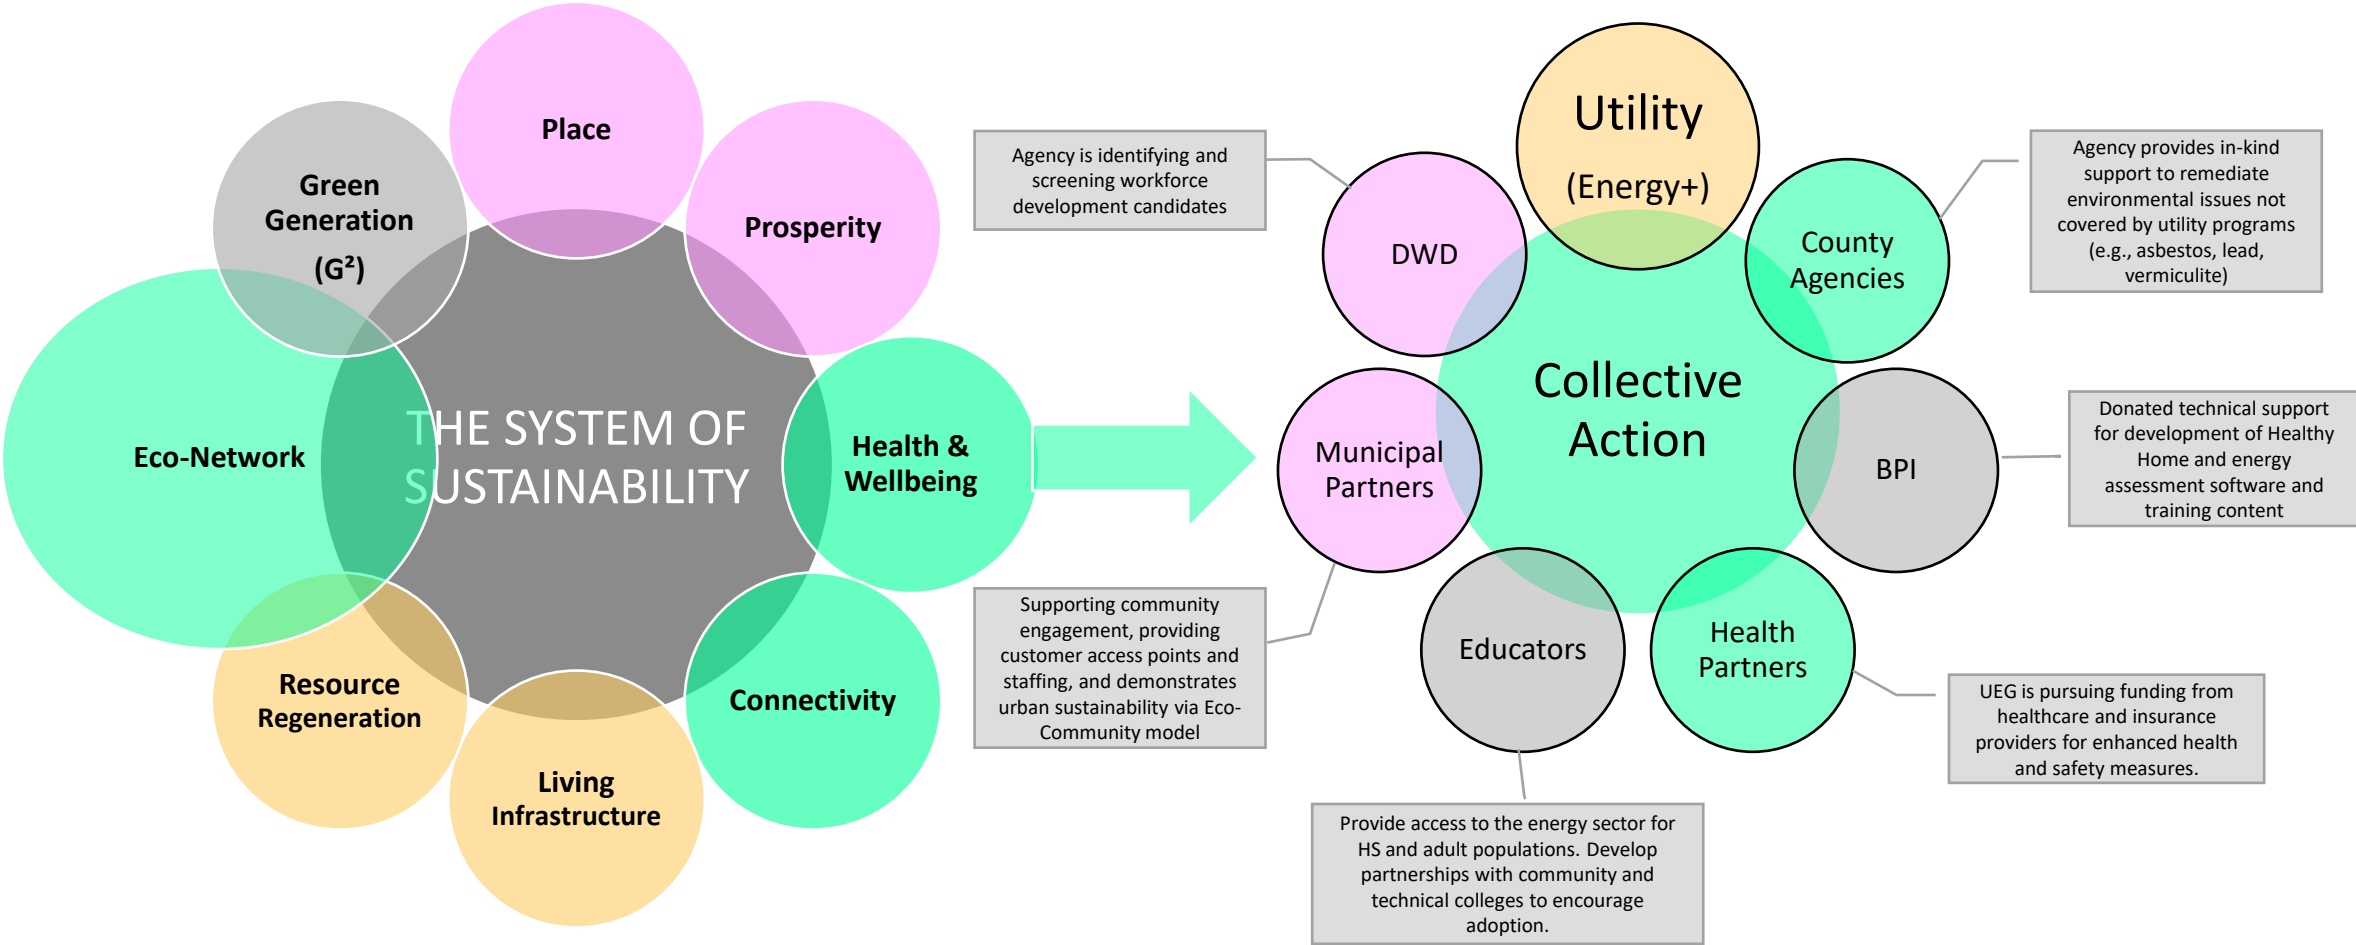 Place
Green
Generation
(G²)
Prosperity
Eco-Network
THE SYSTEM OF
SUSTAINABILITY
Health &
Wellbeing
Resource
Regeneration
Connectivity
Living
Infrastructure
Utility
(Energy+)
Agency is identifying and
screening workforce
development candidates
DWD
County
Agencies
Agency provides in-kind
support to remediate
environmental issues not
covered by utility programs
(e.g., asbestos, lead,
vermiculite)
Collective
Action
Municipal
Partners
BPI
Donated technical support
for development of Healthy
Home and energy
assessment software and
training content
Supporting community
engagement, providing
customer access points and
staffing, and demonstrates
urban sustainability via Eco-
Community model
Educators
Health
Partners
UEG is pursuing funding from
healthcare and insurance
providers for enhanced health
and safety measures.
Provide access to the energy sector for
HS and adult populations. Develop
partnerships with community and
technical colleges to encourage
adoption.